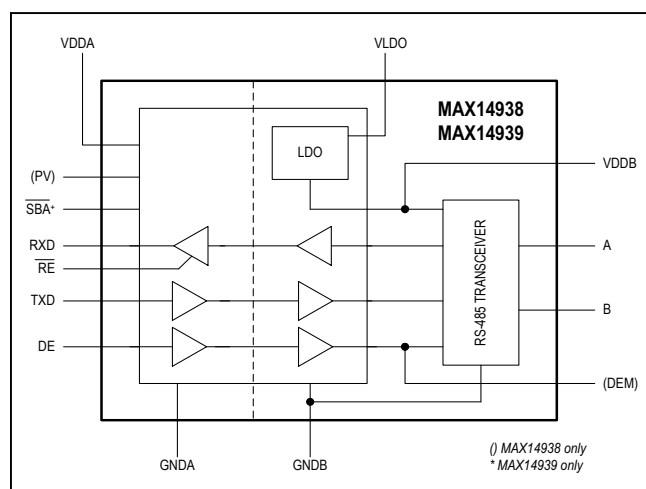 VDDA
VLDO
MAX14938
MAX14939
LDO
VDDB
(PV)
SBA*
RXD
A
RE
RS-485 TRANSCEIVER
TXD
B
DE
(DEM)
GNDA
GNDB
() MAX14938 only
* MAX14939 only